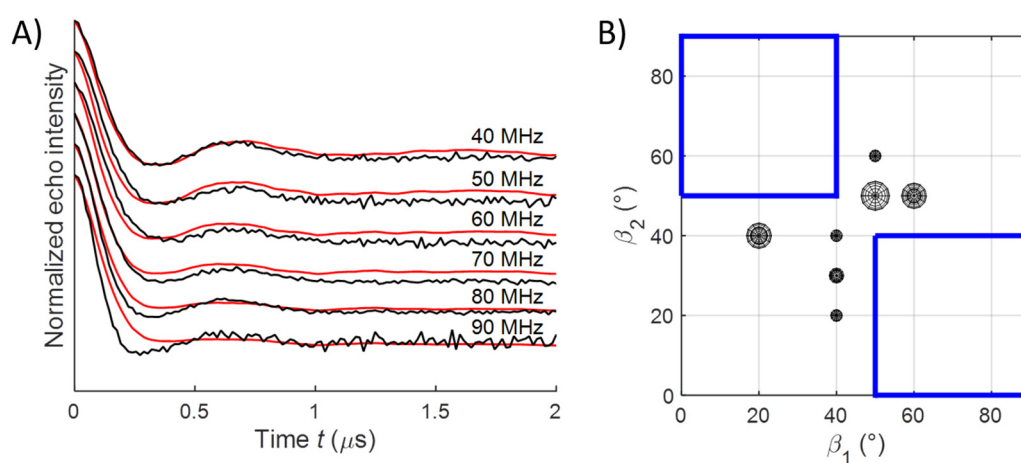 A)
Normalized echo intensity
40 MHz
50 MHz
60 MHz
70 MHz
80 MHz
90 MHz
0
0.5
1
1.5
2
Time t (μs)
B)
β2 (°)
80
60
40
20
0
0
20
40
60
80
β1 (°)